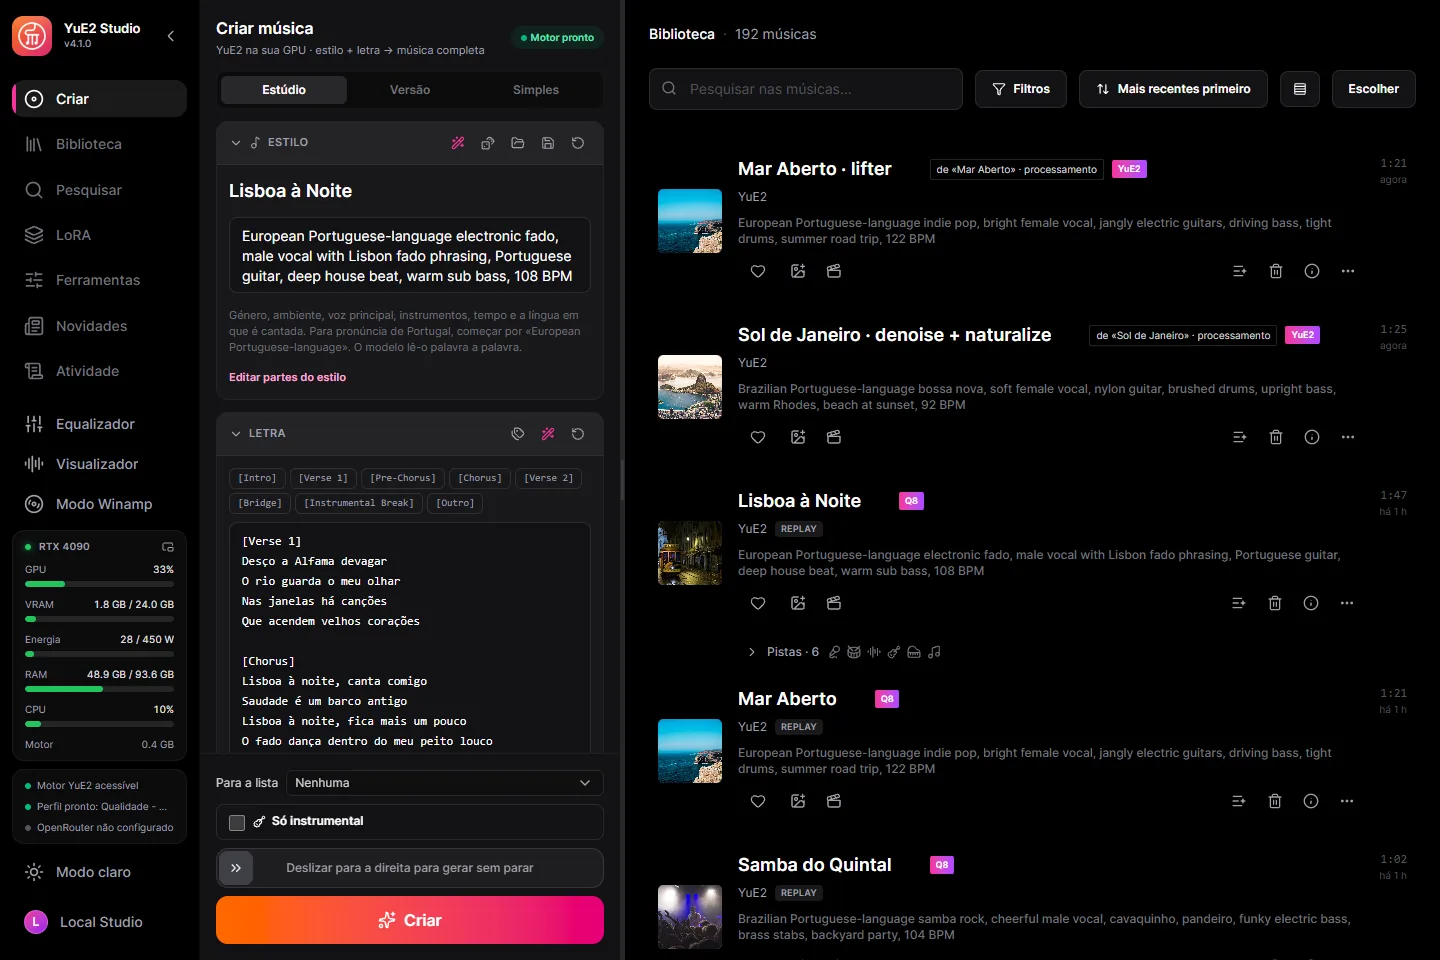 YuE2 Studio
v4.1.0
Criar
Biblioteca
Pesquisar
LoRA
Ferramentas
Novidades
Atividade
Equalizador
Visualizador
Modo Winamp
RTX 4090
GPU 33%
VRAM 1.8 GB / 24.0 GB
Energia 28 / 450 W
RAM 48.9 GB / 93.6 GB
CPU 10%
Motor 0.4 GB
Motor YuE2 acessível
Perfil pronto: Qualidade - ...
OpenRouter não configurado
Modo claro
L Local Studio
Criar música
YuE2 na sua GPU · estilo + letra → música completa
Motor pronto
Estúdio Versão Simples
ESTILO
Lisboa à Noite
European Portuguese-language electronic fado,
male vocal with Lisbon fado phrasing, Portuguese
guitar, deep house beat, warm sub bass, 108 BPM
Género, ambiente, voz principal, instrumentos, tempo e a língua em
que é cantada. Para pronúncia de Portugal, começar por «European
Portuguese-language». O modelo lê-o palavra a palavra.
Editar partes do estilo
LETRA
[Intro] [Verse 1] [Pre-Chorus] [Chorus] [Verse 2]
[Bridge] [Instrumental Break] [Outro]
[Verse 1]
Desço a Alfama devagar
O rio guarda o meu olhar
Nas janelas há canções
Que acendem velhos corações
[Chorus]
Lisboa à noite, canta comigo
Saudade é um barco antigo
Lisboa à noite, fica mais um pouco
O fado dança dentro do meu peito louco
Para a lista Nenhuma
Só instrumental
Deslizar para a direita para gerar sem parar
Criar
Biblioteca · 192 músicas
Pesquisar nas músicas...
Filtros
Mais recentes primeiro
Escolher
Mar Aberto · lifter de «Mar Aberto» · processamento YuE2 1:21
YuE2 agora
European Portuguese-language indie pop, bright female vocal, jangly electric guitars, driving bass, tight
drums, summer road trip, 122 BPM
Sol de Janeiro · denoise + naturalize de «Sol de Janeiro» · processamento YuE2 1:25
YuE2 agora
Brazilian Portuguese-language bossa nova, soft female vocal, nylon guitar, brushed drums, upright bass,
warm Rhodes, beach at sunset, 92 BPM
Lisboa à Noite Q8 1:47
YuE2 REPLAY há 1 h
European Portuguese-language electronic fado, male vocal with Lisbon fado phrasing, Portuguese guitar,
deep house beat, warm sub bass, 108 BPM
Pistas · 6
Mar Aberto Q8 1:21
YuE2 REPLAY há 1 h
European Portuguese-language indie pop, bright female vocal, jangly electric guitars, driving bass, tight
drums, summer road trip, 122 BPM
Samba do Quintal Q8 1:02
YuE2 REPLAY há 1 h
Brazilian Portuguese-language samba rock, cheerful male vocal, cavaquinho, pandeiro, funky electric bass,
brass stabs, backyard party, 104 BPM